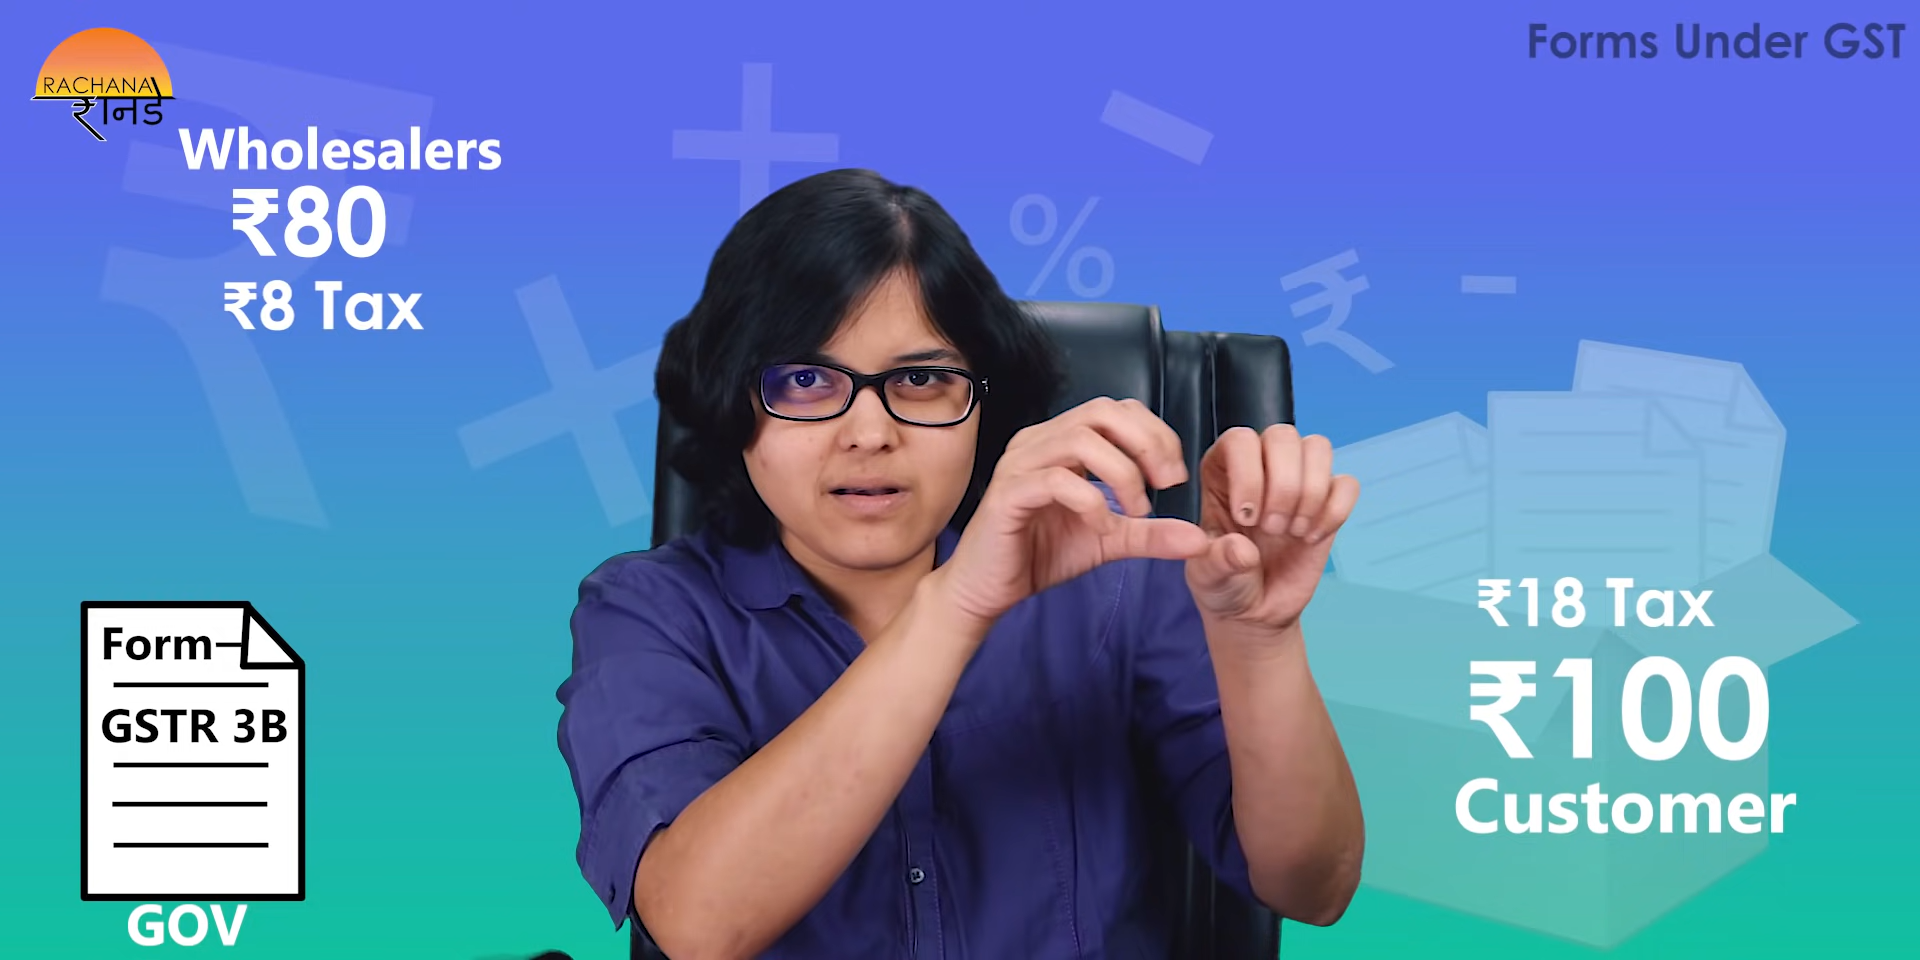 Forms Under GST
RACHANA
रानडे
Wholesalers
₹80
₹8 Tax
%
₹
Form-
GSTR 3B
GOV
₹18 Tax
₹100
Customer